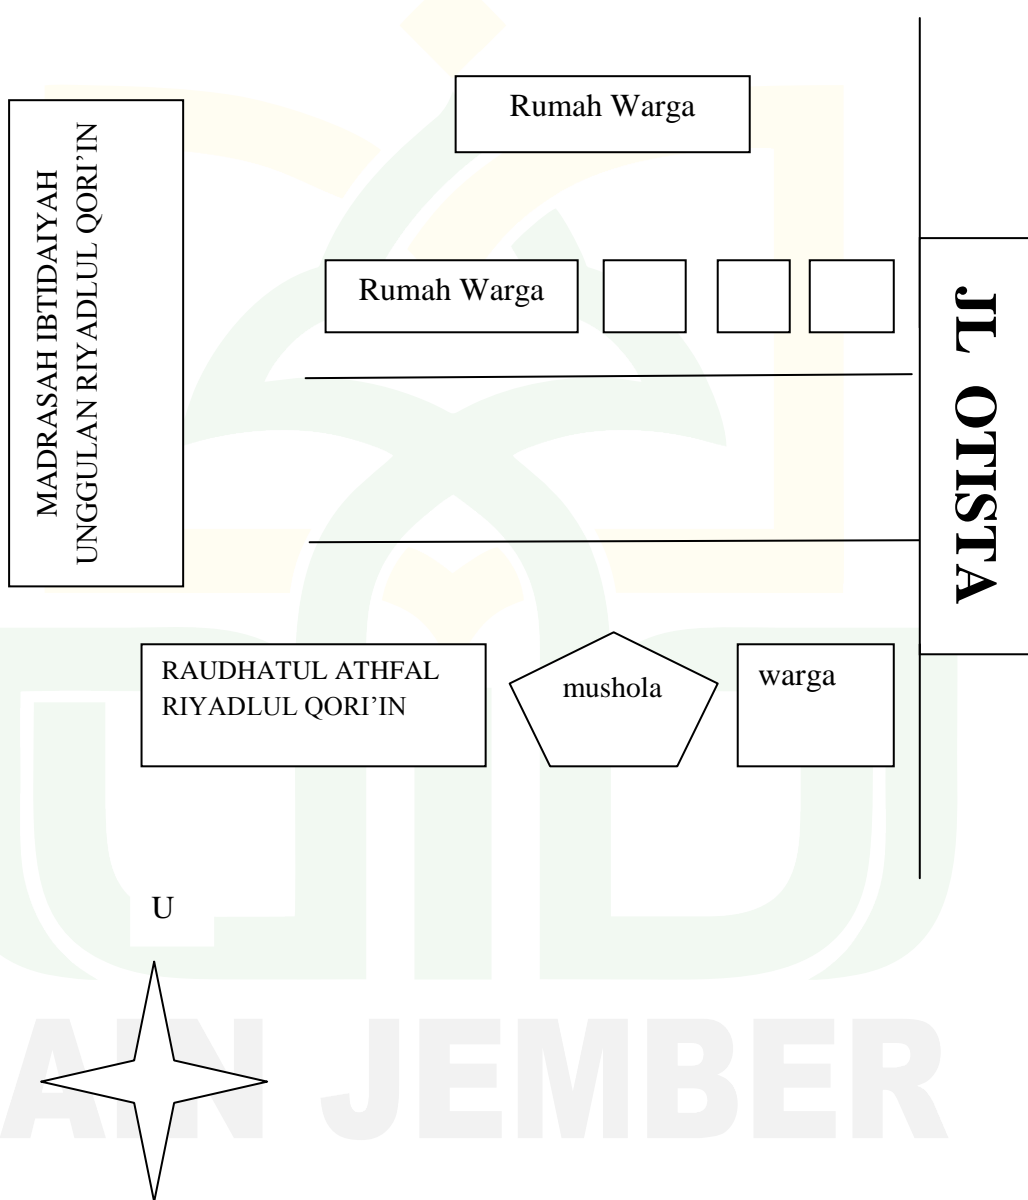 Rumah Warga
MADRASAH IBTIDAIYAH
UNGGULAN RIYADLUL QORI’IN
Rumah Warga
JL OTISTA
RAUDHATUL ATHFAL
RIYADLUL QORI’IN
mushola
warga
U
AIN JEMBER